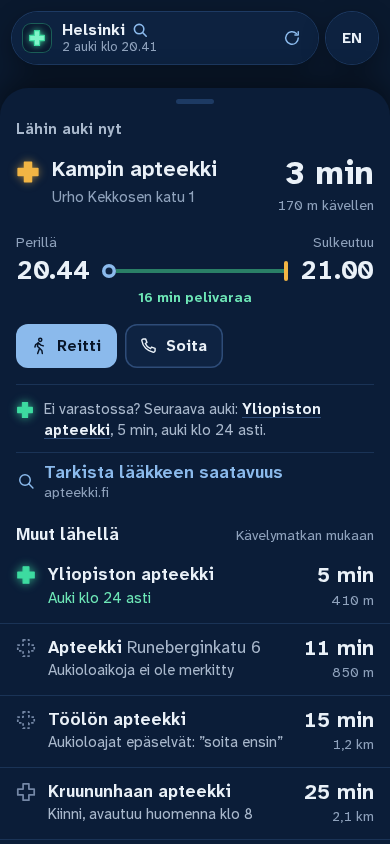 Helsinki
2 auki klo 20.41
EN
Lähin auki nyt
Kampin apteekki
3 min
Urho Kekkosen katu 1
170 m kävellen
Perillä
Sulkeutuu
20.44
21.00
16 min pelivaraa
Reitti
Soita
Ei varastossa? Seuraava auki: Yliopiston
apteekki, 5 min, auki klo 24 asti.
Tarkista lääkkeen saatavuus
apteekki.fi
Muut lähellä
Kävelymatkan mukaan
Yliopiston apteekki
5 min
Auki klo 24 asti
410 m
Apteekki Runeberginkatu 6
11 min
Aukioloaikoja ei ole merkitty
850 m
Töölön apteekki
15 min
Aukioloajat epäselvät: ”soita ensin”
1,2 km
Kruununhaan apteekki
25 min
Kiinni, avautuu huomenna klo 8
2,1 km